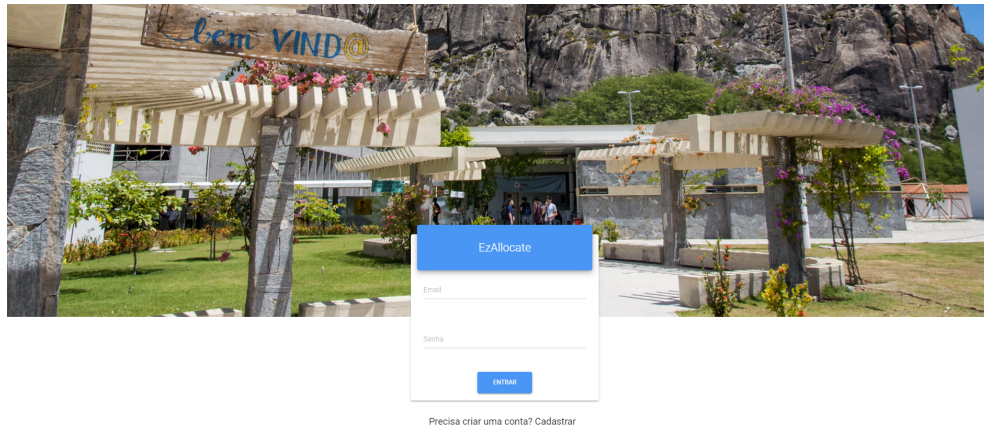 bem VIND@
EzAllocate
Email
Senha
ENTRAR
Precisa criar uma conta? Cadastrar